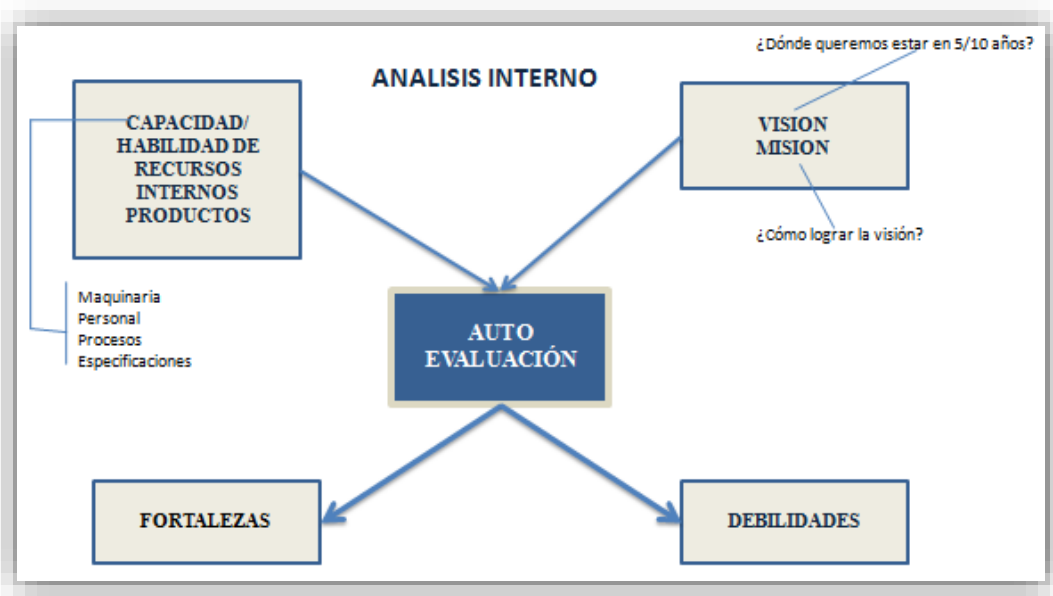 ¿Dónde queremos estar en 5/10 años?
ANALISIS INTERNO
CAPACIDAD/
HABILIDAD DE
RECURSOS
INTERNOS
PRODUCTOS
VISION
MISION
¿Cómo lograr la visión?
Maquinaria
Personal
Procesos
Especificaciones
AUTO
EVALUACIÓN
FORTALEZAS
DEBILIDADES